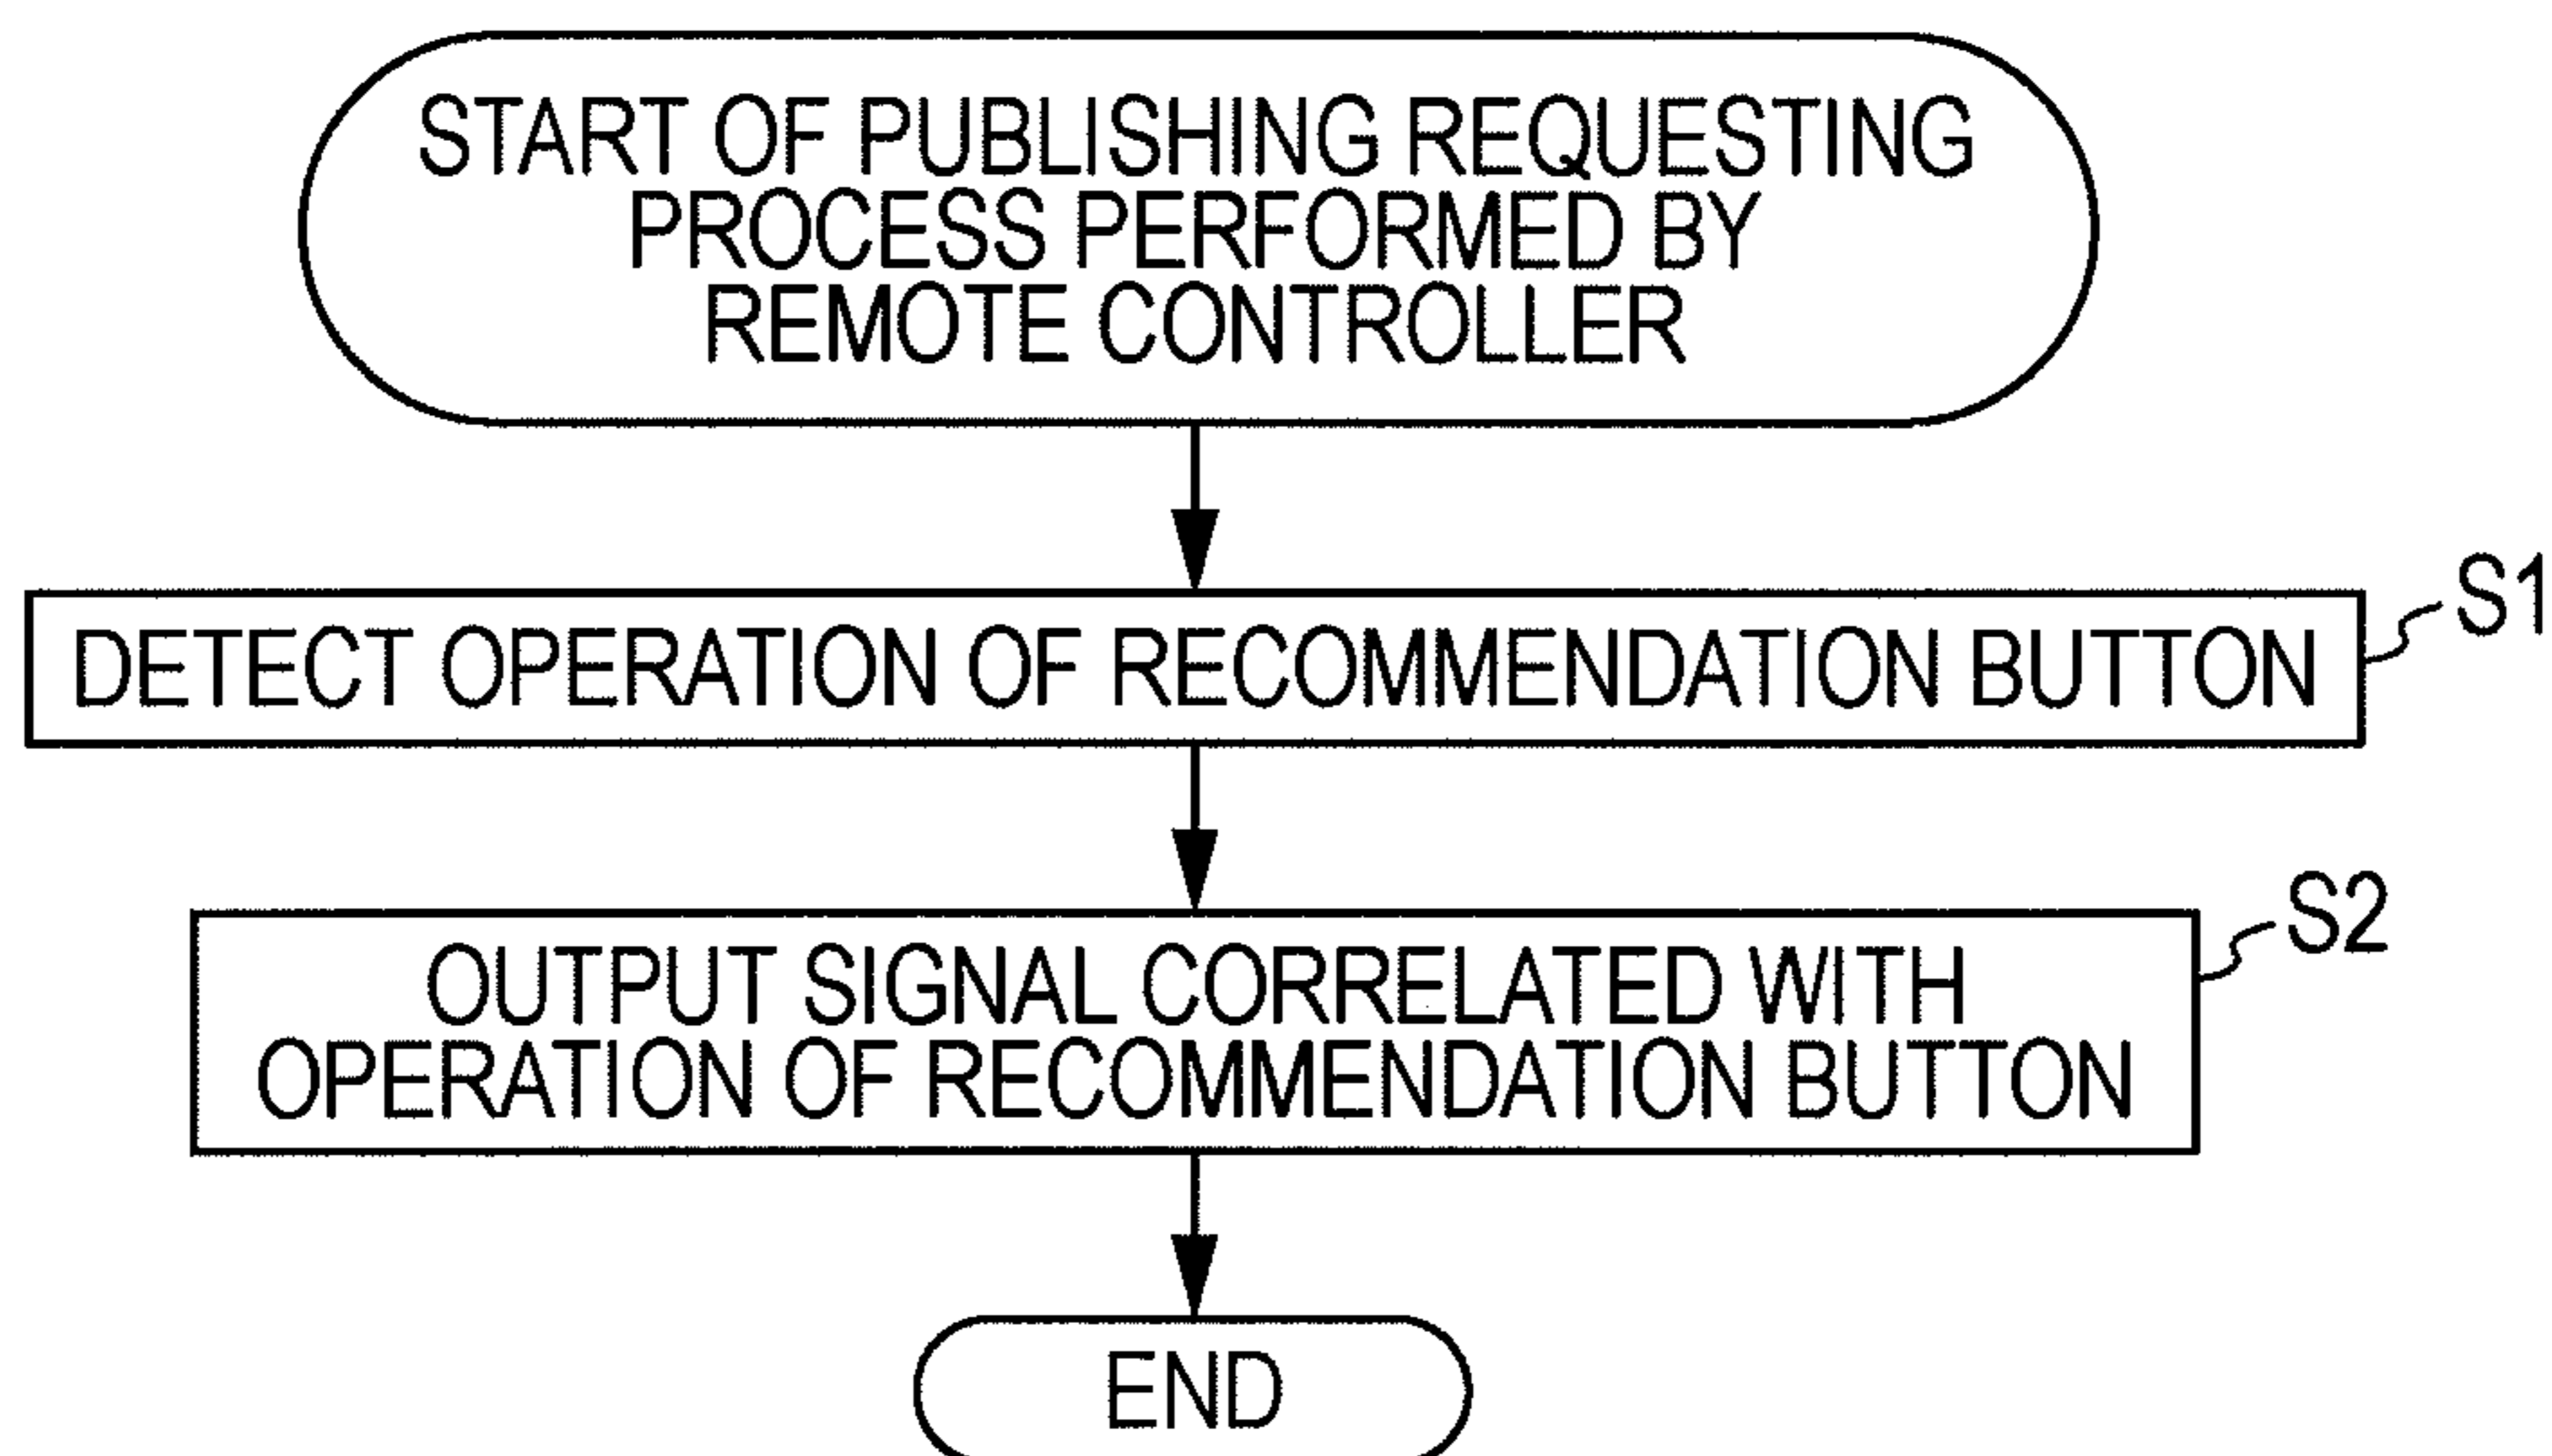 START OF PUBLISHING REQUESTING
PROCESS PERFORMED BY
REMOTE CONTROLLER
S1
DETECT OPERATION OF RECOMMENDATION BUTTON
S2
OUTPUT SIGNAL CORRELATED WITH
OPERATION OF RECOMMENDATION BUTTON
END